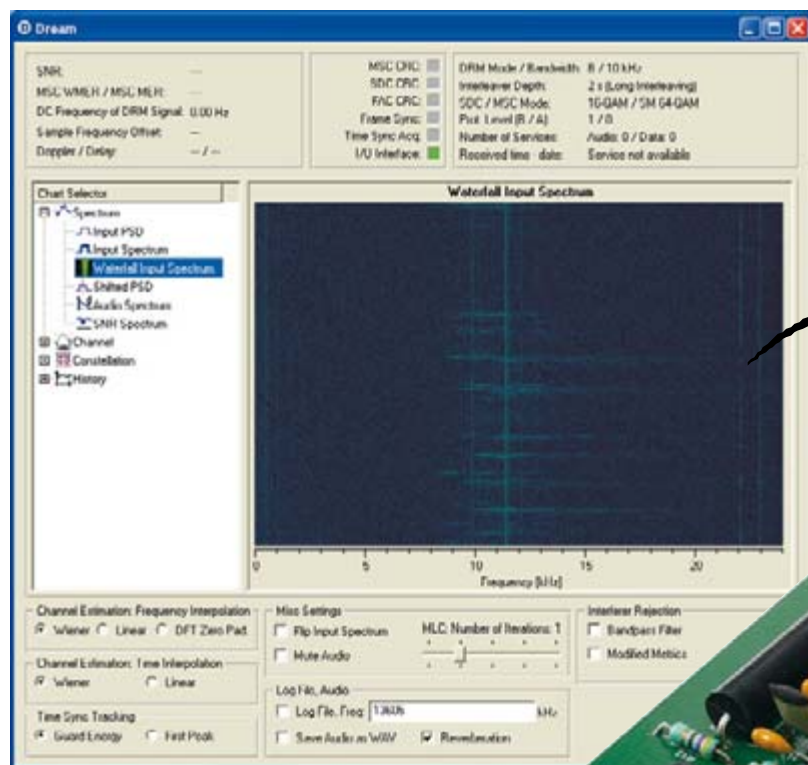 Dream
SNR: ---
MSC WMER / MSC MER: ---
DC Frequency of DRM Signal: 0.00 Hz
Sample Frequency Offset: ---
Doppler / Delay: --- / ---
MSC CRC:
SDC CRC:
FAC CRC:
Frame Sync:
Time Sync Acq:
I/O Interface:
DRM Mode / Bandwidth: B / 10 kHz
Interleaver Depth: 2 s (Long Interleaving)
SDC / MSC Mode: 16-QAM / SM 64-QAM
Prot. Level (B / A): 1 / 0
Number of Services: Audio: 0 / Data: 0
Received time - date: Service not available
Chart Selector
Spectrum
Input PSD
Input Spectrum
Waterfall Input Spectrum
Shifted PSD
Audio Spectrum
SNR Spectrum
Channel
Constellation
History
Waterfall Input Spectrum
0 5 10 15 20
Frequency [kHz]
Channel Estimation: Frequency Interpolation
Wiener Linear DFT Zero Pad
Channel Estimation: Time Interpolation
Wiener Linear
Time Sync Tracking
Guard Energy First Peak
Misc Settings
Flip Input Spectrum
Mute Audio
MLC: Number of Iterations: 1
Log File, Audio
Log File, Freq: kHz
Save Audio as WAV Reverberation
Interferer Rejection
Bandpass Filter
Modified Metrics